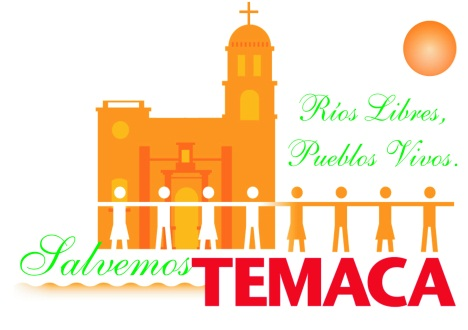 Ríos Libres,
Pueblos Vivos.
Salvemos TEMACA